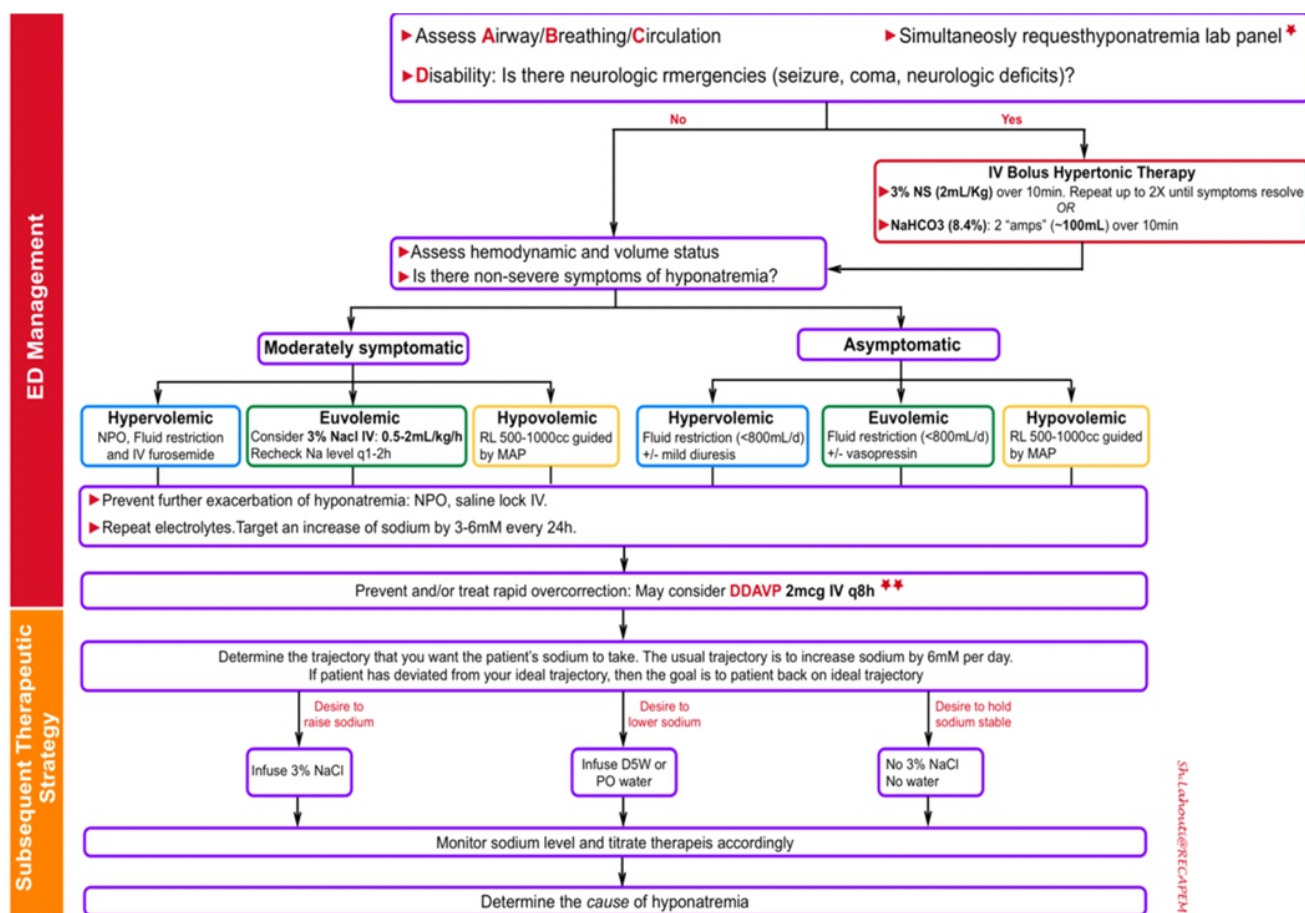 ED Management
Subsequent Therapeutic
Strategy
▶Assess Airway/Breathing/Circulation
▶Simultaneosly requesthyponatremia lab panel★
▶Disability: Is there neurologic rmergencies (seizure, coma, neurologic deficits)?
No
Yes
IV Bolus Hypertonic Therapy
▶3% NS (2mL/Kg) over 10min. Repeat up to 2X until symptoms resolve
OR
▶NaHCO3 (8.4%): 2 “amps” (~100mL) over 10min
▶Assess hemodynamic and volume status
▶Is there non-severe symptoms of hyponatremia?
Moderately symptomatic
Asymptomatic
Hypervolemic
NPO, Fluid restriction
and IV furosemide
Euvolemic
Consider 3% Nacl IV: 0.5-2mL/kg/h
Recheck Na level q1-2h
Hypovolemic
RL 500-1000cc guided
by MAP
Hypervolemic
Fluid restriction (<800mL/d)
+/- mild diuresis
Euvolemic
Fluid restriction (<800mL/d)
+/- vasopressin
Hypovolemic
RL 500-1000cc guided
by MAP
▶Prevent further exacerbation of hyponatremia: NPO, saline lock IV.
▶Repeat electrolytes.Target an increase of sodium by 3-6mM every 24h.
Prevent and/or treat rapid overcorrection: May consider DDAVP 2mcg IV q8h ★★
Determine the trajectory that you want the patient's sodium to take. The usual trajectory is to increase sodium by 6mM per day.
If patient has deviated from your ideal trajectory, then the goal is to patient back on ideal trajectory
Desire to
raise sodium
Desire to
lower sodium
Desire to hold
sodium stable
Infuse 3% NaCl
Infuse D5W or
PO water
No 3% NaCl
No water
Monitor sodium level and titrate therapeis accordingly
Determine the cause of hyponatremia
Sh.Lahouti@RECAPEM